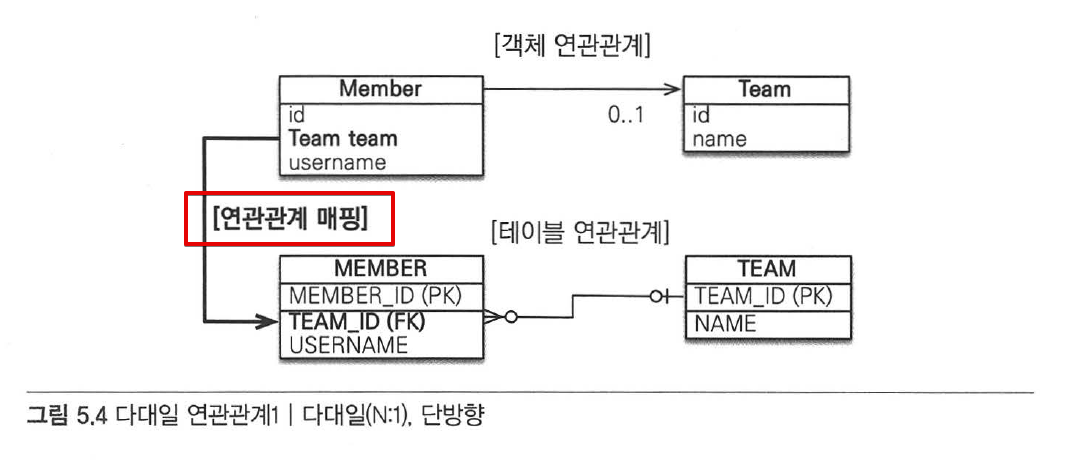 [객체 연관관계]
Member
id
Team team
username
0..1
Team
id
name
[연관관계 매핑]
[테이블 연관관계]
MEMBER
MEMBER_ID (PK)
TEAM_ID (FK)
USERNAME
TEAM
TEAM_ID (PK)
NAME
그림 5.4 다대일 연관관계1 | 다대일(N:1), 단방향